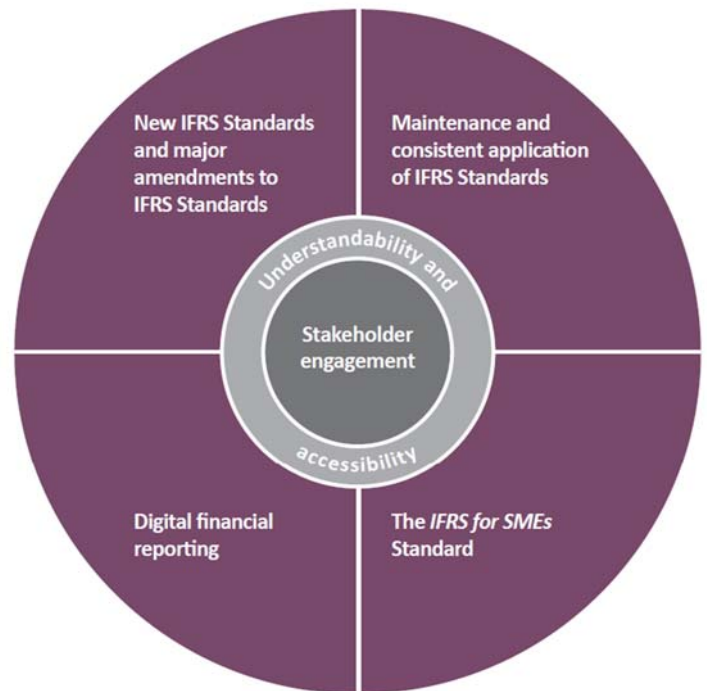 New IFRS Standards
and major
amendments to
IFRS Standards
Maintenance and
consistent application
of IFRS Standards
Understandability and
Stakeholder
engagement
accessibility
Digital financial
reporting
The IFRS for SMEs
Standard